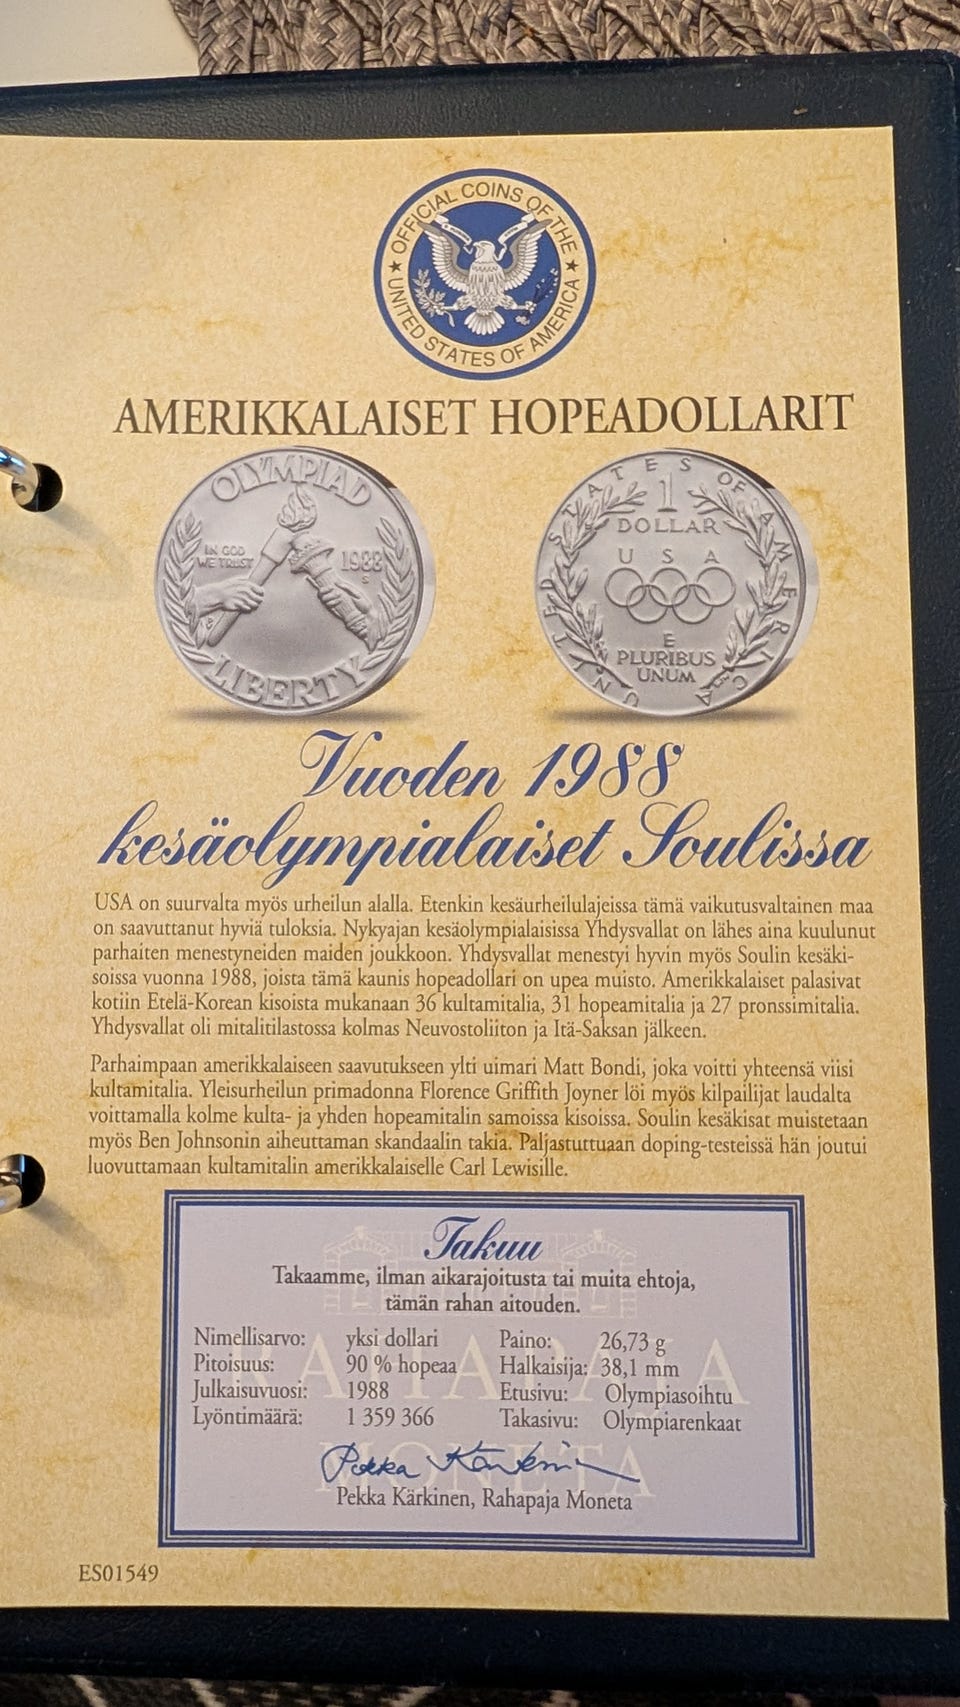 OFFICIAL COINS OF THE
UNITED STATES OF AMERICA
AMERIKKALAISET HOPEADOLLARIT
OLYMPIAD
IN GOD
WE TRUST
1988
S
LIBERTY
UNITED STATES OF AMERICA
1
DOLLAR
U S A
E
PLURIBUS
UNUM
Vuoden 1988
kesäolympialaiset Soulissa
USA on suurvalta myös urheilun alalla. Etenkin kesäurheilulajeissa tämä vaikutusvaltainen maa
on saavuttanut hyviä tuloksia. Nykyajan kesäolympialaisissa Yhdysvallat on lähes aina kuulunut
parhaiten menestyneiden maiden joukkoon. Yhdysvallat menestyi hyvin myös Soulin kesäki-
soissa vuonna 1988, joista tämä kaunis hopeadollari on upea muisto. Amerikkalaiset palasivat
kotiin Etelä-Korean kisoista mukanaan 36 kultamitalia, 31 hopeamitalia ja 27 pronssimitalia.
Yhdysvallat oli mitalitilastossa kolmas Neuvostoliiton ja Itä-Saksan jälkeen.
Parhaimpaan amerikkalaiseen saavutukseen ylti uimari Matt Bondi, joka voitti yhteensä viisi
kultamitalia. Yleisurheilun primadonna Florence Griffith Joyner löi myös kilpailijat laudalta
voittamalla kolme kulta- ja yhden hopeamitalin samoissa kisoissa. Soulin kesäkisat muistetaan
myös Ben Johnsonin aiheuttaman skandaalin takia. Paljastuttuaan doping-testeissä hän joutui
luovuttamaan kultamitalin amerikkalaiselle Carl Lewisille.
Takuu
Takaamme, ilman aikarajoitusta tai muita ehtoja,
tämän rahan aitouden.
Nimellisarvo: yksi dollari Paino: 26,73 g
Pitoisuus: 90 % hopeaa Halkaisija: 38,1 mm
Julkaisuvuosi: 1988 Etusivu: Olympiasoihtu
Lyöntimäärä: 1 359 366 Takasivu: Olympiarenkaat
RAHAPAJA
MONETA
Pekka Kärkinen
Pekka Kärkinen, Rahapaja Moneta
ES01549